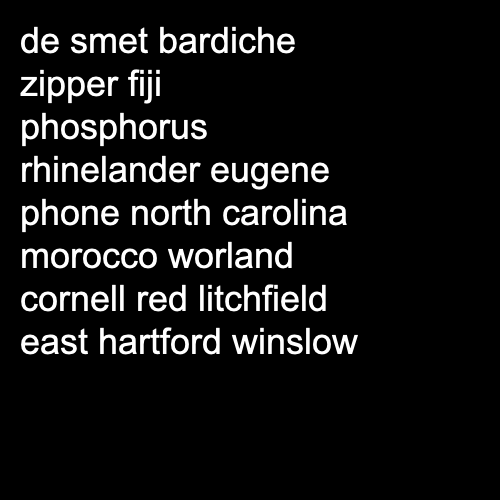 de smet bardiche
zipper fiji
phosphorus
rhinelander eugene
phone north carolina
morocco worland
cornell red litchfield
east hartford winslow